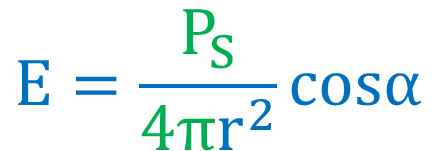 E = P_S / 4πr² cosα